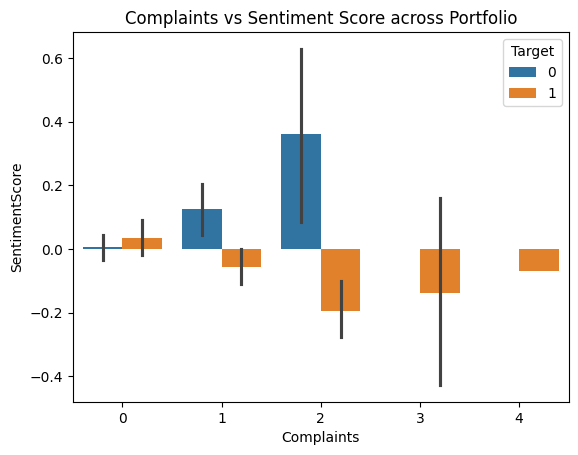 Complaints vs Sentiment Score across Portfolio
Target
0
1
SentimentScore
0.6
0.4
0.2
0.0
−0.2
−0.4
0 1 2 3 4
Complaints